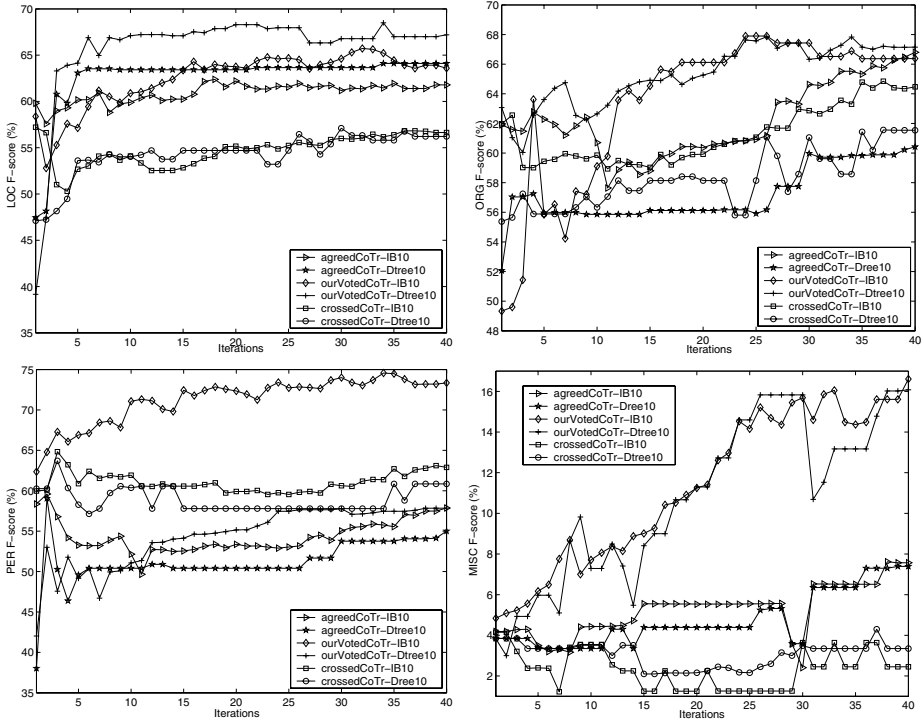 70
65
60
55
50
45
40
35
LOC F−score (%)
agreedCoTr−IB10
agreedCoTr−Dtree10
ourVotedCoTr−IB10
ourVotedCoTr−Dtree10
crossedCoTr−IB10
crossedCoTr−Dtree10
5 10 15 20 25 30 35 40
Iterations
70
68
66
64
62
60
58
56
54
52
50
48
ORG F−score (%)
agreedCoTr−IB10
agreedCoTr−Dree10
ourVotedCoTr−IB10
ourVotedCoTr−Dree10
crossedCoTr−IB10
crossedCoTr−Dtree10
5 10 15 20 25 30 35 40
Iterations
75
70
65
60
55
50
45
40
35
PER F−score (%)
agreedCoTr−IB10
agreedCoTr−Dtree10
ourVotedCoTr−IB10
ourVotedCoTr−Dtree10
crossedCoTr−IB10
crossedCoTr−Dree10
5 10 15 20 25 30 35 40
Iterations
16
14
12
10
8
6
4
2
MISC F−score (%)
agreedCoTr−IB10
agreedCoTr−Dree10
ourVotedCoTr−IB10
ourVotedCoTr−Dtree10
crossedCoTr−IB10
crossedCoTr−Dree10
5 10 15 20 25 30 35 40
Iterations